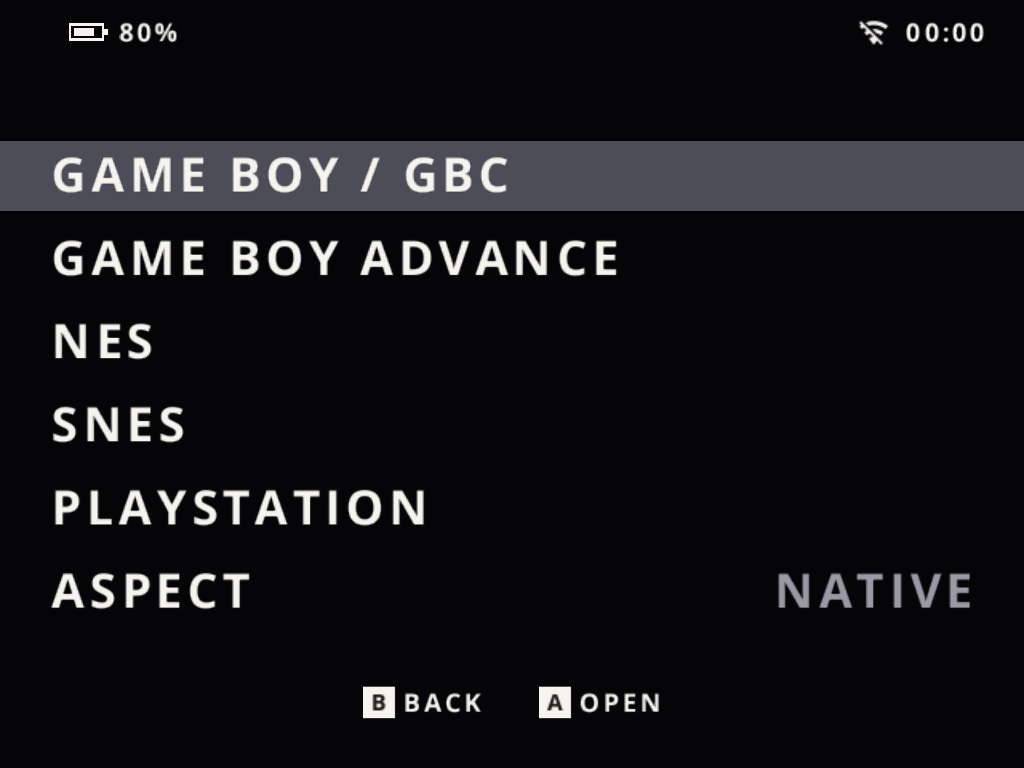 80% 00:00
GAME BOY / GBC
GAME BOY ADVANCE
NES
SNES
PLAYSTATION
ASPECT NATIVE
B BACK A OPEN